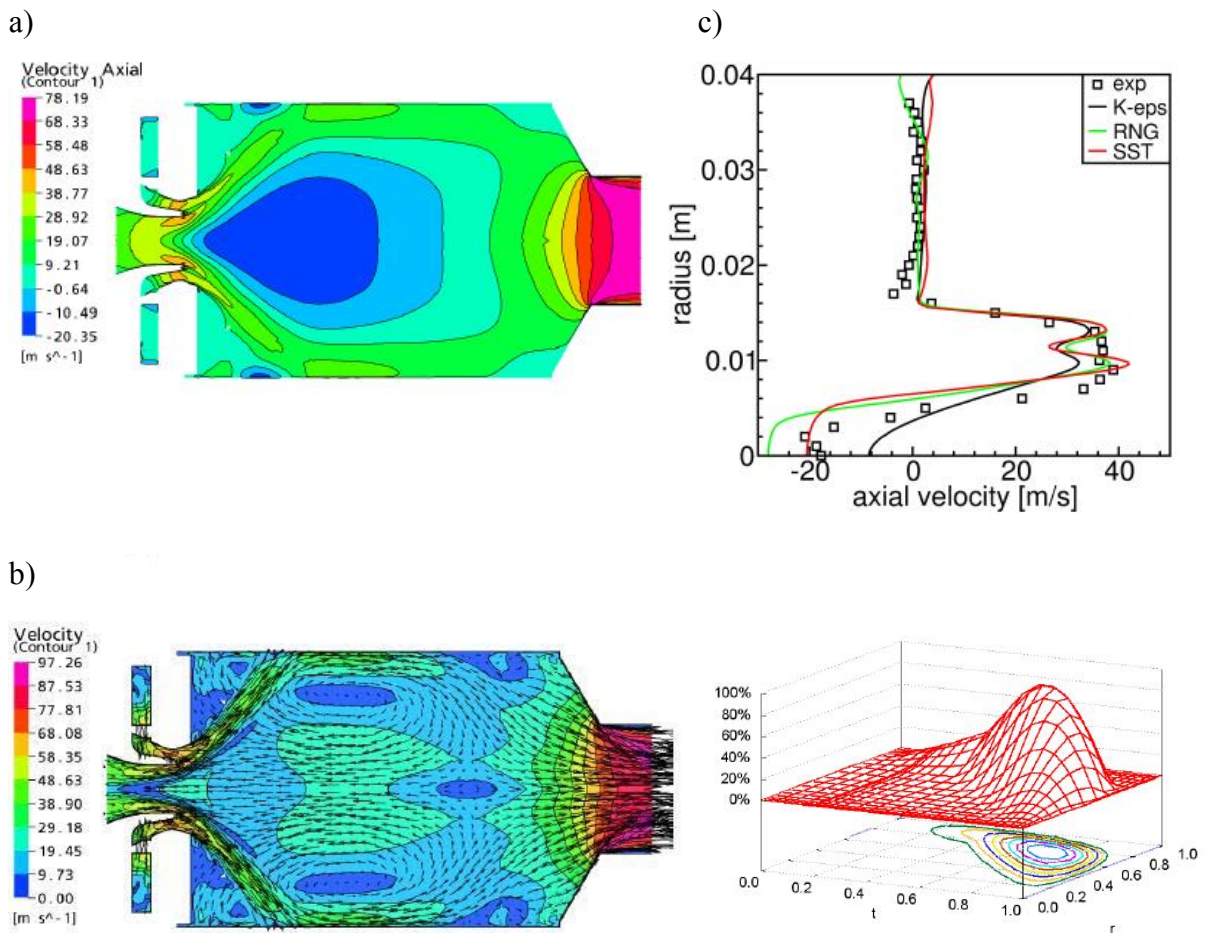 a)
Velocity Axial
(Contour 1)
78.19
68.33
58.48
48.63
38.77
28.92
19.07
9.21
-0.64
-10.49
-20.35
[m s^-1]
c)
0.04
0.03
0.02
0.01
0
radius [m]
exp
K-eps
RNG
SST
-20 0 20 40
axial velocity [m/s]
b)
Velocity
(Contour 1)
97.26
87.53
77.81
68.08
58.35
48.63
38.90
29.18
19.45
9.73
0.00
[m s^-1]
100%
80%
60%
40%
20%
0%
0.0 0.2 0.4 0.6 0.8 1.0
t
0.0 0.2 0.4 0.6 0.8 1.0
r